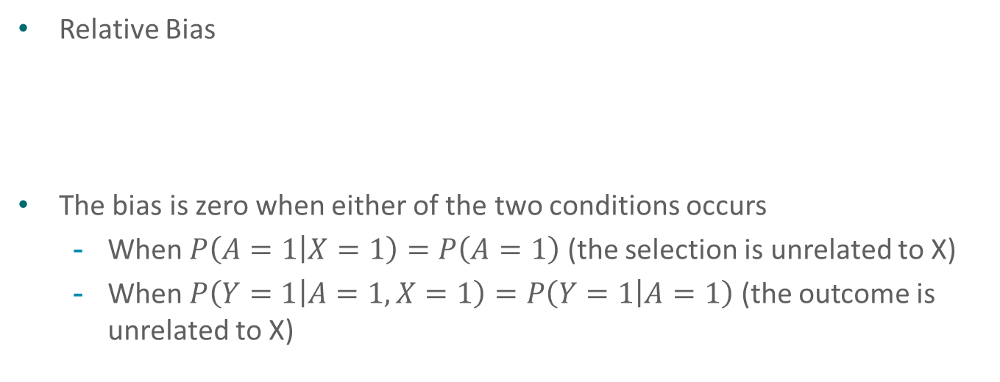 • Relative Bias
• The bias is zero when either of the two conditions occurs
- When 𝑃(𝐴 = 1|𝑋 = 1) = 𝑃(𝐴 = 1) (the selection is unrelated to X)
- When 𝑃(𝑌 = 1|𝐴 = 1, 𝑋 = 1) = 𝑃(𝑌 = 1|𝐴 = 1) (the outcome is
unrelated to X)